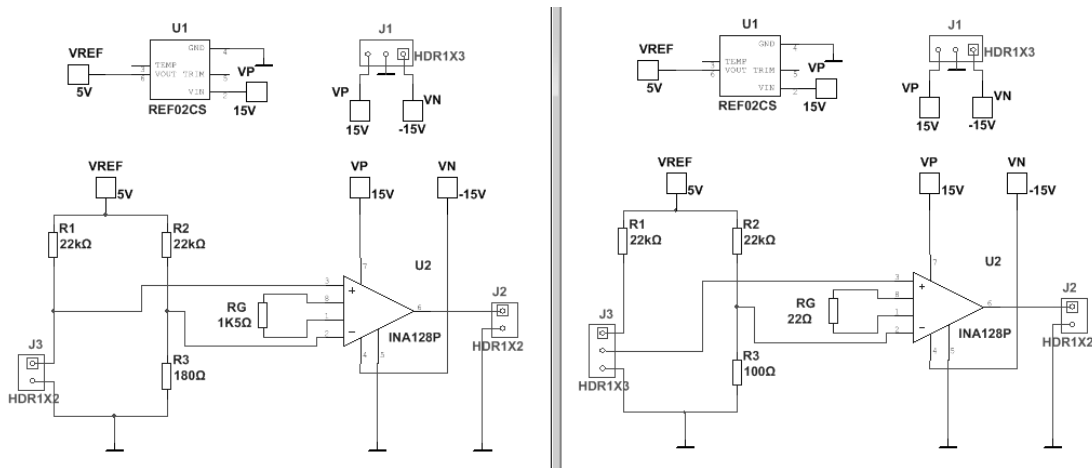 U1
VREF
5V
GND
4
TEMP
3
VOUT
6
TRIM
5
VIN
2
VP
15V
REF02CS
J1
HDR1X3
VP
15V
VN
-15V
VREF
5V
R1
22kΩ
R2
22kΩ
VP
15V
VN
-15V
7
U2
3
8
1
2
6
4
5
RG
1K5Ω
INA128P
J2
HDR1X2
J3
HDR1X2
R3
180Ω
U1
VREF
5V
GND
4
TEMP
3
VOUT
6
TRIM
5
VIN
2
VP
15V
REF02CS
J1
HDR1X3
VP
15V
VN
-15V
VREF
5V
R1
22kΩ
R2
22kΩ
VP
15V
VN
-15V
7
U2
3
8
1
2
6
4
5
RG
22Ω
INA128P
J2
HDR1X2
J3
HDR1X3
R3
100Ω